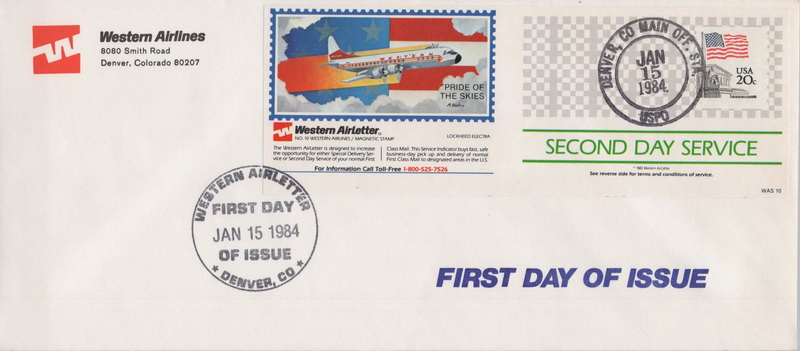 Western Airlines
8080 Smith Road
Denver, Colorado 80207
PRIDE OF
THE SKIES
Western AirLetter
LOCKHEED ELECTRA
NO. 10 WESTERN AIRLINES / MAGNETIC STAMP
The Western AirLetter is designed to increase
the opportunity for either Special Delivery Ser-
vice or Second Day Service of your normal First
Class Mail. This Service Indicator buys fast, safe
business-day pick up and delivery of normal
First Class Mail to designated areas in the U.S.
For Information Call Toll-Free 1-800-525-7526
DENVER, CO MAIN OFF. STA.
JAN
15
1984
USPO
USA
20c
SECOND DAY SERVICE
© 1983 Western AirLetter
See reverse side for terms and conditions of service.
WAS 10
WESTERN AIRLETTER
FIRST DAY
JAN 15 1984
OF ISSUE
DENVER, CO
FIRST DAY OF ISSUE